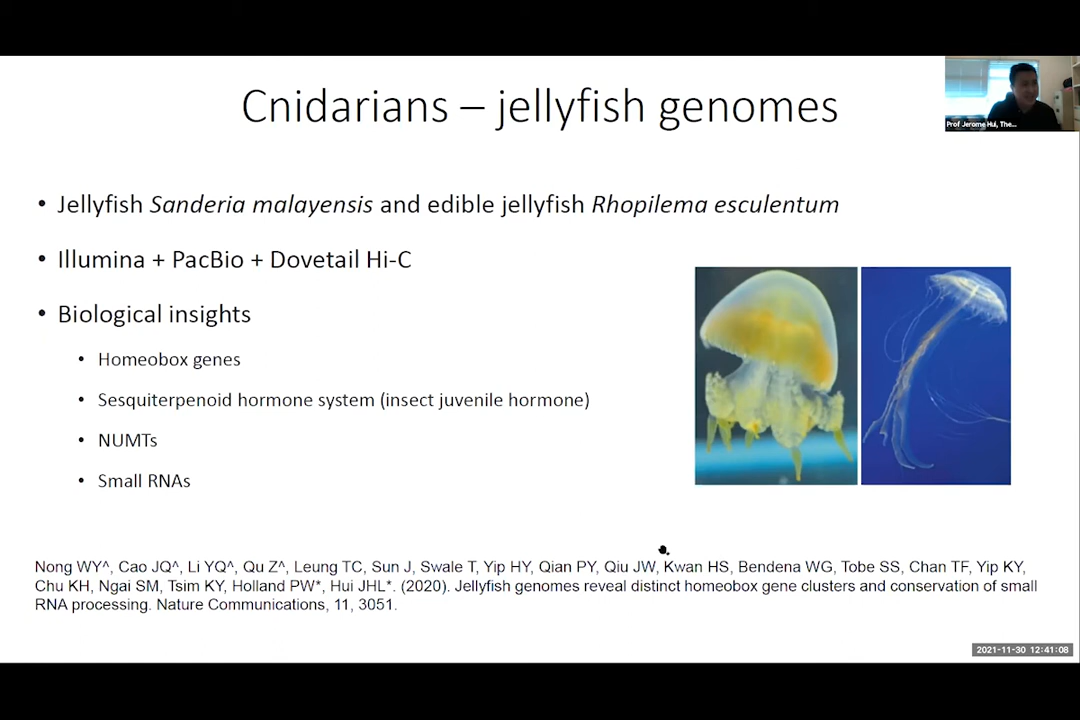 Cnidarians – jellyfish genomes
Prof Jerome Hui, The...
• Jellyfish Sanderia malayensis and edible jellyfish Rhopilema esculentum
• Illumina + PacBio + Dovetail Hi-C
• Biological insights
• Homeobox genes
• Sesquiterpenoid hormone system (insect juvenile hormone)
• NUMTs
• Small RNAs
Nong WY^, Cao JQ^, Li YQ^, Qu Z^, Leung TC, Sun J, Swale T, Yip HY, Qian PY, Qiu JW, Kwan HS, Bendena WG, Tobe SS, Chan TF, Yip KY,
Chu KH, Ngai SM, Tsim KY, Holland PW*, Hui JHL*. (2020). Jellyfish genomes reveal distinct homeobox gene clusters and conservation of small
RNA processing. Nature Communications, 11, 3051.
2021-11-30 12:41:08